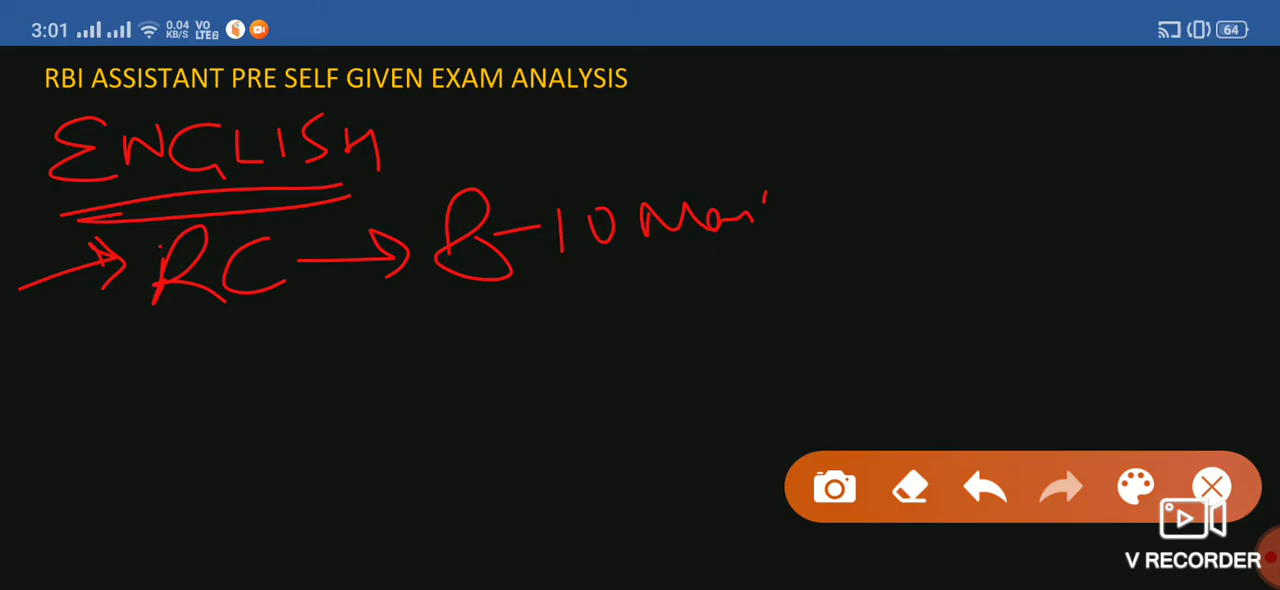 3:01 0.04 KB/S VO LTE2 64
RBI ASSISTANT PRE SELF GIVEN EXAM ANALYSIS
ENGLISH
RC → 8-10
V RECORDER